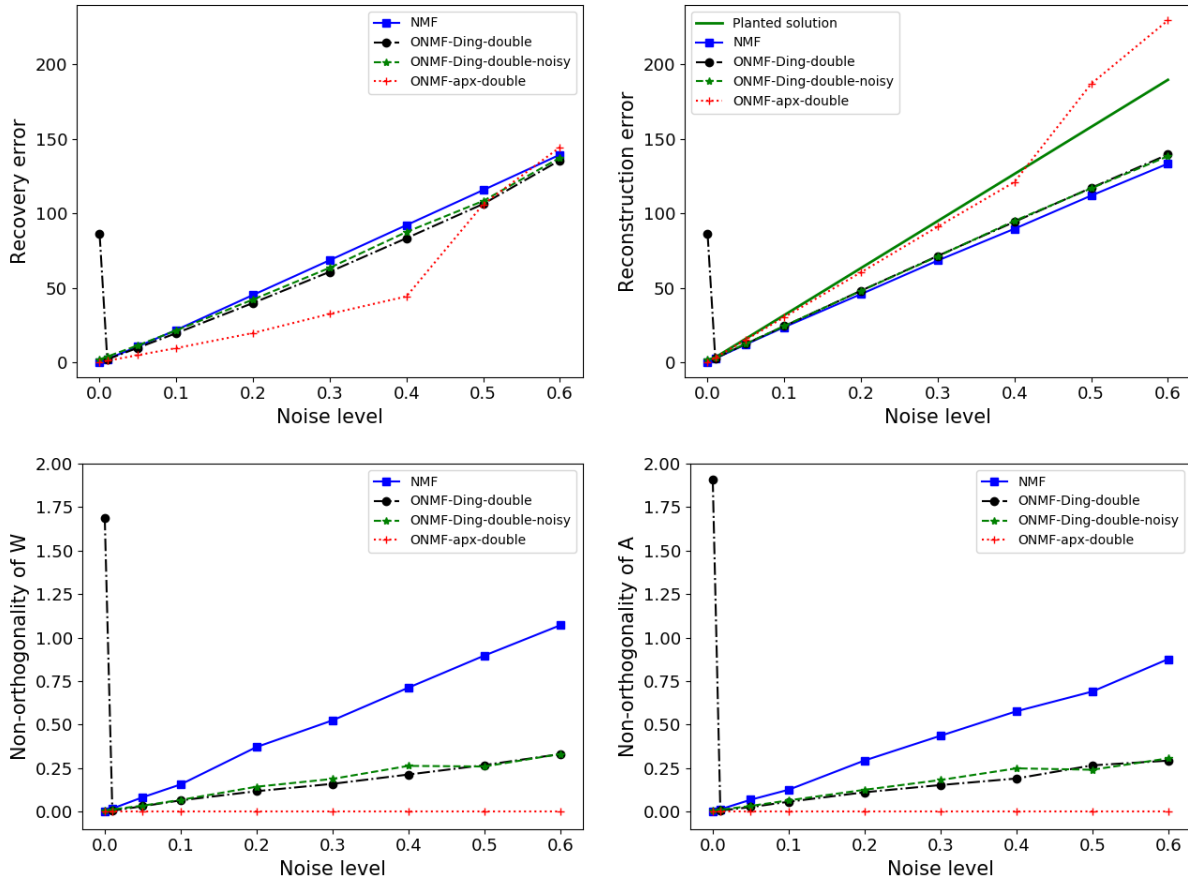 NMF
ONMF-Ding-double
ONMF-Ding-double-noisy
ONMF-apx-double
200
150
100
50
0
Recovery error
0.0 0.1 0.2 0.3 0.4 0.5 0.6
Noise level
Planted solution
NMF
ONMF-Ding-double
ONMF-Ding-double-noisy
ONMF-apx-double
200
150
100
50
0
Reconstruction error
0.0 0.1 0.2 0.3 0.4 0.5 0.6
Noise level
NMF
ONMF-Ding-double
ONMF-Ding-double-noisy
ONMF-apx-double
2.00
1.75
1.50
1.25
1.00
0.75
0.50
0.25
0.00
Non-orthogonality of W
0.0 0.1 0.2 0.3 0.4 0.5 0.6
Noise level
NMF
ONMF-Ding-double
ONMF-Ding-double-noisy
ONMF-apx-double
2.00
1.75
1.50
1.25
1.00
0.75
0.50
0.25
0.00
Non-orthogonality of A
0.0 0.1 0.2 0.3 0.4 0.5 0.6
Noise level